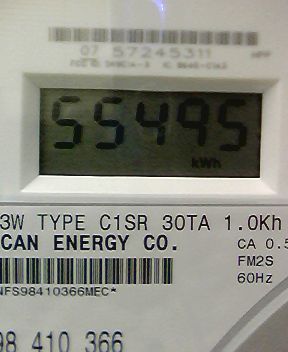 07 57245311
55495
kWh
3W TYPE C1SR 30TA 1.0Kh
CAN ENERGY CO.
CA 0.5
FM2S
60Hz
NFS98410366MEC*
98 410 366